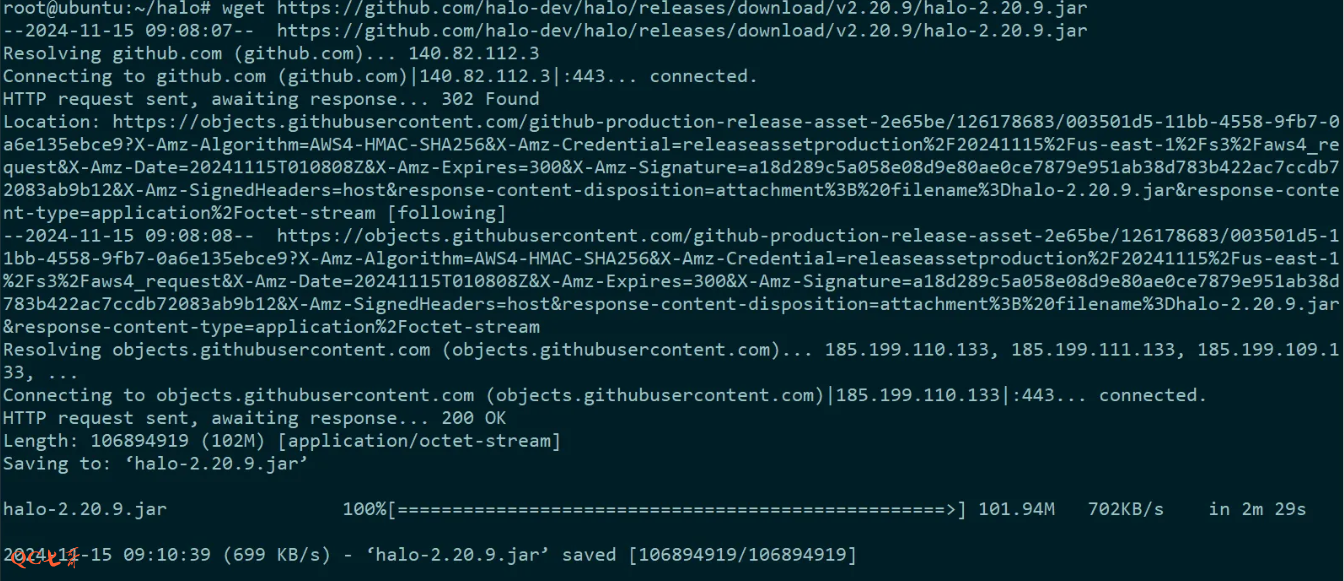 root@ubuntu:~/halo# wget https://github.com/halo-dev/halo/releases/download/v2.20.9/halo-2.20.9.jar
--2024-11-15 09:08:07--  https://github.com/halo-dev/halo/releases/download/v2.20.9/halo-2.20.9.jar
Resolving github.com (github.com)... 140.82.112.3
Connecting to github.com (github.com)|140.82.112.3|:443... connected.
HTTP request sent, awaiting response... 302 Found
Location: https://objects.githubusercontent.com/github-production-release-asset-2e65be/126178683/003501d5-11bb-4558-9fb7-0
a6e135ebce9?X-Amz-Algorithm=AWS4-HMAC-SHA256&X-Amz-Credential=releaseassetproduction%2F20241115%2Fus-east-1%2Fs3%2Faws4_re
quest&X-Amz-Date=20241115T010808Z&X-Amz-Expires=300&X-Amz-Signature=a18d289c5a058e08d9e80ae0ce7879e951ab38d783b422ac7ccdb7
2083ab9b12&X-Amz-SignedHeaders=host&response-content-disposition=attachment%3B%20filename%3Dhalo-2.20.9.jar&response-conte
nt-type=application%2Foctet-stream [following]
--2024-11-15 09:08:08--  https://objects.githubusercontent.com/github-production-release-asset-2e65be/126178683/003501d5-1
1bb-4558-9fb7-0a6e135ebce9?X-Amz-Algorithm=AWS4-HMAC-SHA256&X-Amz-Credential=releaseassetproduction%2F20241115%2Fus-east-1
%2Fs3%2Faws4_request&X-Amz-Date=20241115T010808Z&X-Amz-Expires=300&X-Amz-Signature=a18d289c5a058e08d9e80ae0ce7879e951ab38d
783b422ac7ccdb72083ab9b12&X-Amz-SignedHeaders=host&response-content-disposition=attachment%3B%20filename%3Dhalo-2.20.9.jar
&response-content-type=application%2Foctet-stream
Resolving objects.githubusercontent.com (objects.githubusercontent.com)... 185.199.110.133, 185.199.111.133, 185.199.109.1
33, ...
Connecting to objects.githubusercontent.com (objects.githubusercontent.com)|185.199.110.133|:443... connected.
HTTP request sent, awaiting response... 200 OK
Length: 106894919 (102M) [application/octet-stream]
Saving to: ‘halo-2.20.9.jar’
halo-2.20.9.jar 100%[==================================================>] 101.94M 702KB/s in 2m 29s
2024-11-15 09:10:39 (699 KB/s) - ‘halo-2.20.9.jar’ saved [106894919/106894919]